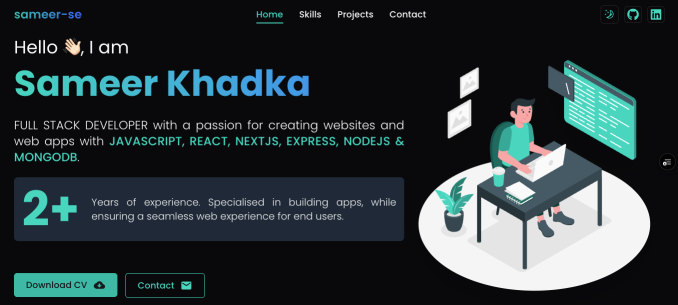 sameer-se
Home Skills Projects Contact
Hello 👋🏻, I am
Sameer Khadka
FULL STACK DEVELOPER with a passion for creating websites and
web apps with JAVASCRIPT, REACT, NEXTJS, EXPRESS, NODEJS &
MONGODB.
2+
Years of experience. Specialised in building apps, while
ensuring a seamless web experience for end users.
Download CV
Contact